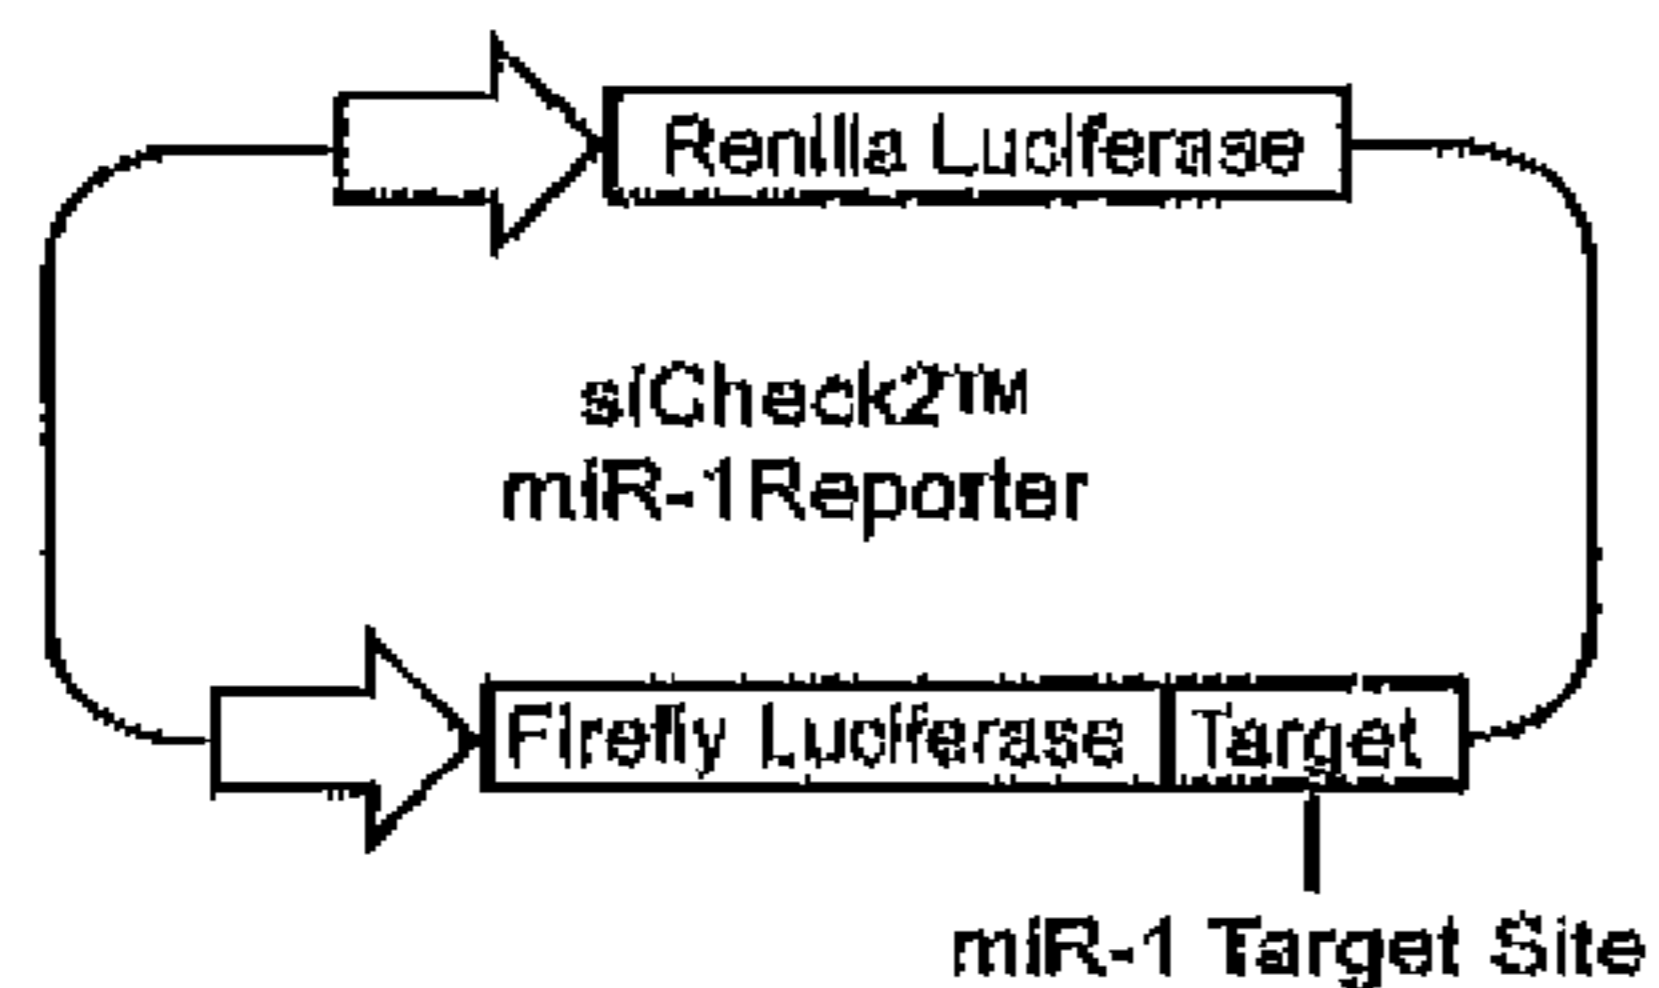 Renilla Luciferase
siCheck2™
miR-1Reporter
Firefly Luciferase Target
miR-1 Target Site